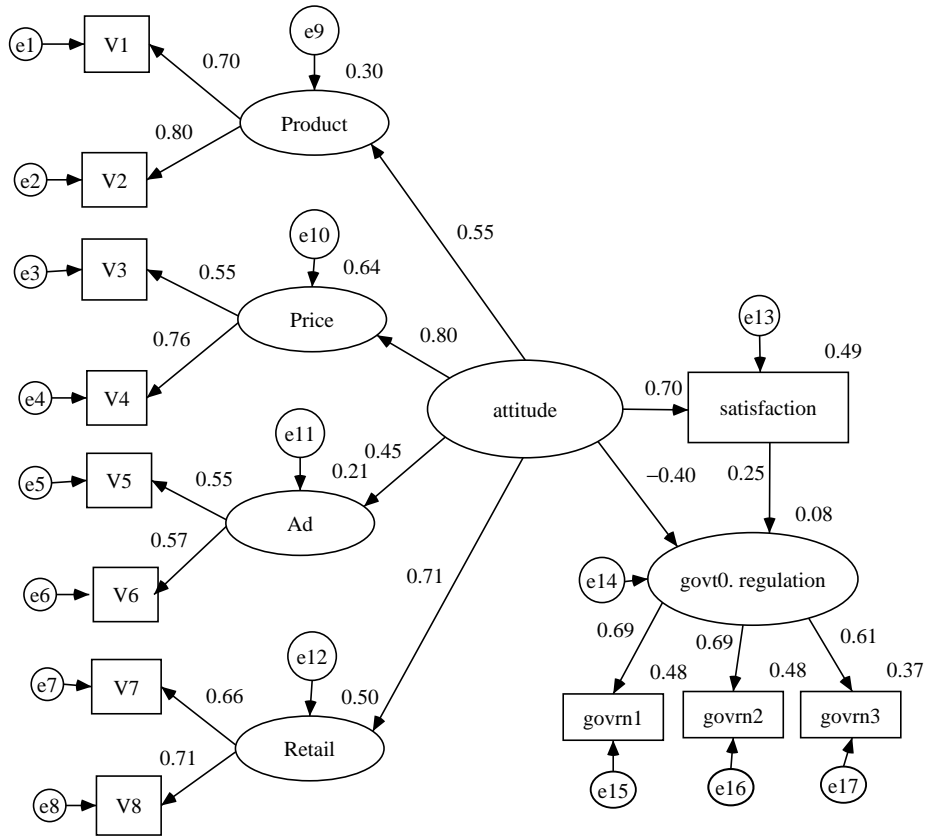 e9
e1
V1
0.70
0.30
Product
0.80
e2
V2
0.55
e10
e3
V3
0.55
0.64
Price
0.76
0.80
e13
0.49
e4
V4
attitude
0.70
satisfaction
e11
0.45
0.21
e5
V5
0.55
Ad
−0.40
0.25
0.08
0.57
e6
V6
0.71
e14
govt0. regulation
e12
0.69
0.69
0.61
e7
V7
0.66
0.50
0.48
0.48
0.37
Retail
govrn1
govrn2
govrn3
0.71
e8
V8
e15
e16
e17